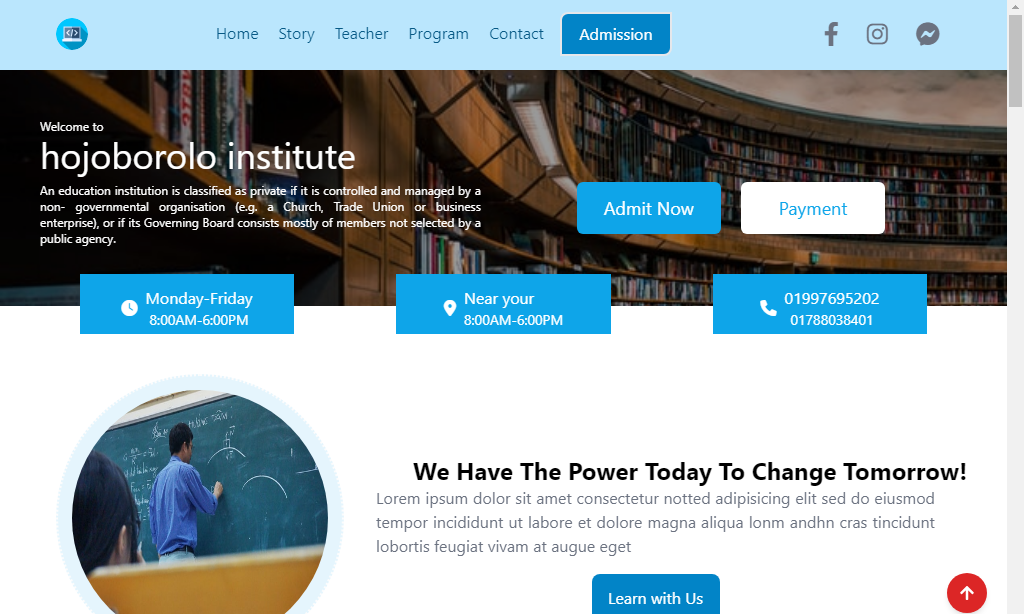 Home Story Teacher Program Contact Admission
Welcome to
hojoborolo institute
An education institution is classified as private if it is controlled and managed by a
non- governmental organisation (e.g. a Church, Trade Union or business
enterprise), or if its Governing Board consists mostly of members not selected by a
public agency.
Admit Now
Payment
Monday-Friday
8:00AM-6:00PM
Near your
8:00AM-6:00PM
01997695202
01788038401
We Have The Power Today To Change Tomorrow!
Lorem ipsum dolor sit amet consectetur notted adipisicing elit sed do eiusmod
tempor incididunt ut labore et dolore magna aliqua lonm andhn cras tincidunt
lobortis feugiat vivam at augue eget
Learn with Us